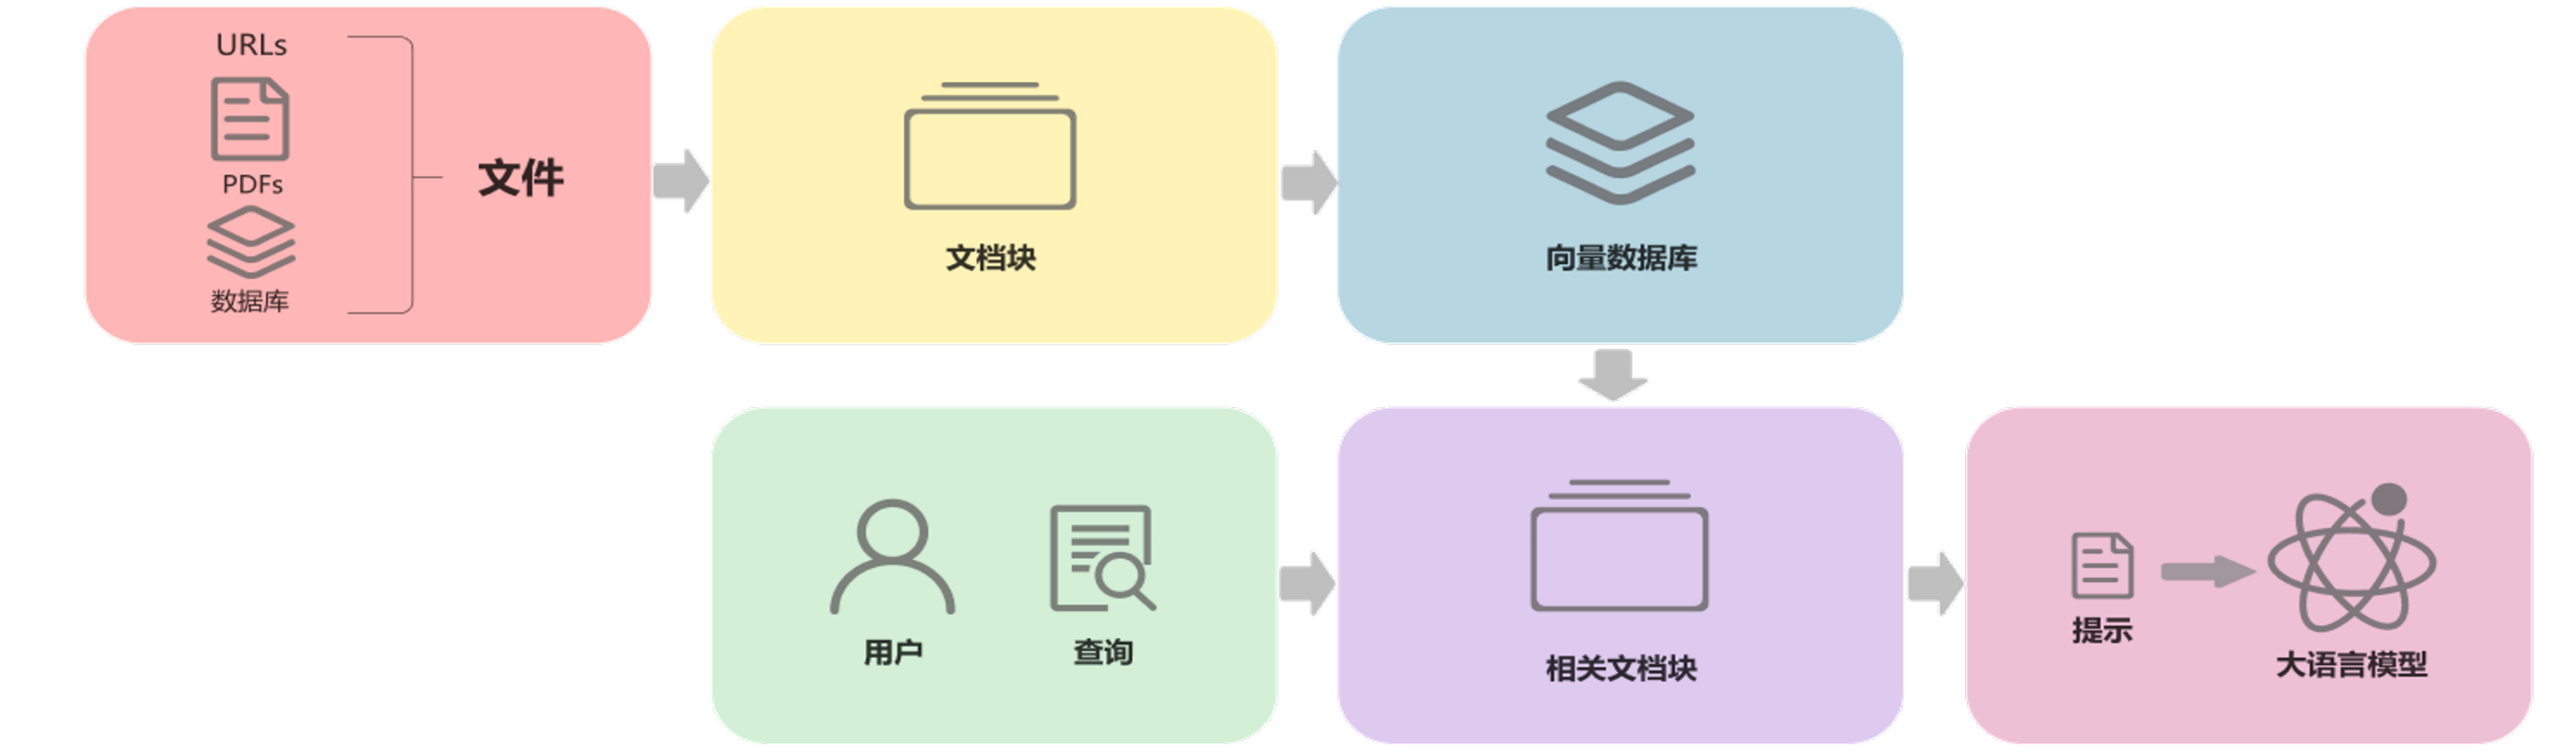 URLs
PDFs
数据库
文件
文档块
向量数据库
用户
查询
相关文档块
提示
大语言模型